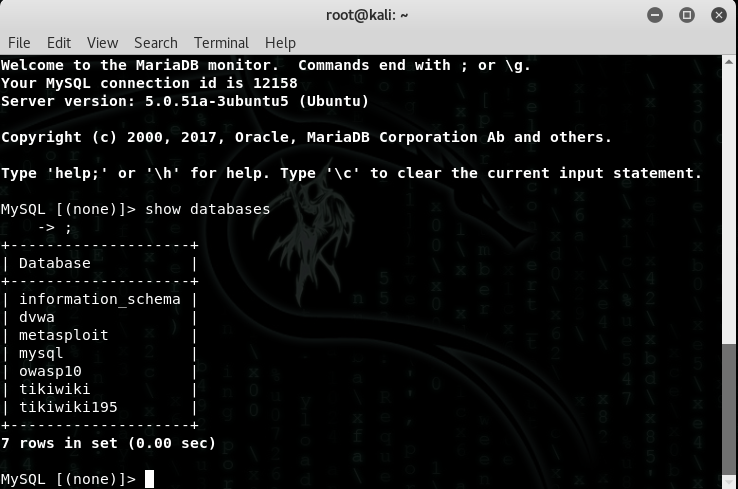 root@kali: ~
File Edit View Search Terminal Help
Welcome to the MariaDB monitor.  Commands end with ; or \g.
Your MySQL connection id is 12158
Server version: 5.0.51a-3ubuntu5 (Ubuntu)

Copyright (c) 2000, 2017, Oracle, MariaDB Corporation Ab and others.

Type 'help;' or '\h' for help. Type '\c' to clear the current input statement.

MySQL [(none)]> show databases
    -> ;
+--------------------+
| Database           |
+--------------------+
| information_schema |
| dvwa               |
| metasploit         |
| mysql              |
| owasp10            |
| tikiwiki           |
| tikiwiki195        |
+--------------------+
7 rows in set (0.00 sec)

MySQL [(none)]>